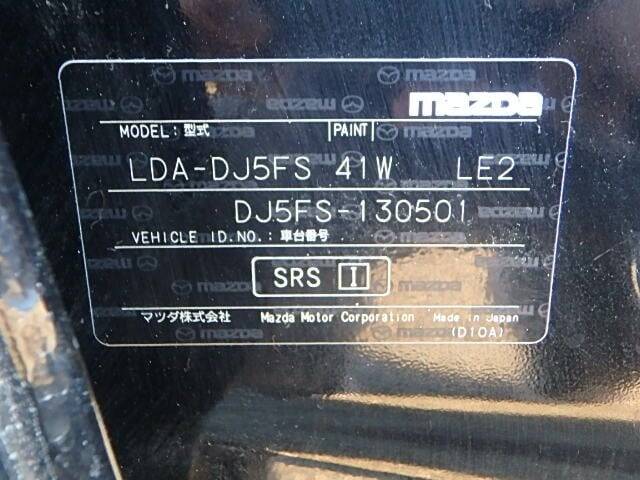 mazda
MODEL: 型式 PAINT
LDA-DJ5FS 41W LE2
DJ5FS-130501
VEHICLE ID.NO.: 車台番号
SRS I
マツダ株式会社 Mazda Motor Corporation Made in Japan
(D10A)